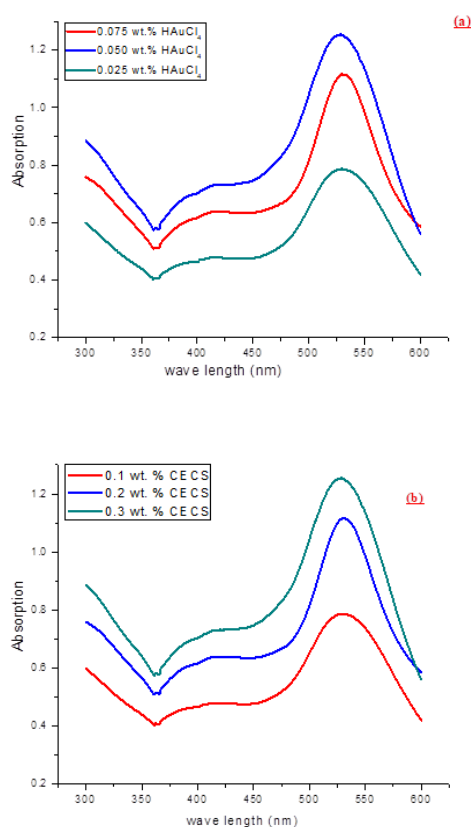 (a)
0.075 wt.% HAuCl₄
0.050 wt.% HAuCl₄
0.025 wt.% HAuCl₄
Absorption
1.2
1.0
0.8
0.6
0.4
0.2
300 350 400 450 500 550 600
wave length (nm)
(b)
0.1 wt. % CECS
0.2 wt. % CECS
0.3 wt. % CECS
Absorption
1.2
1.0
0.8
0.6
0.4
0.2
300 350 400 450 500 550 600
wave length (nm)